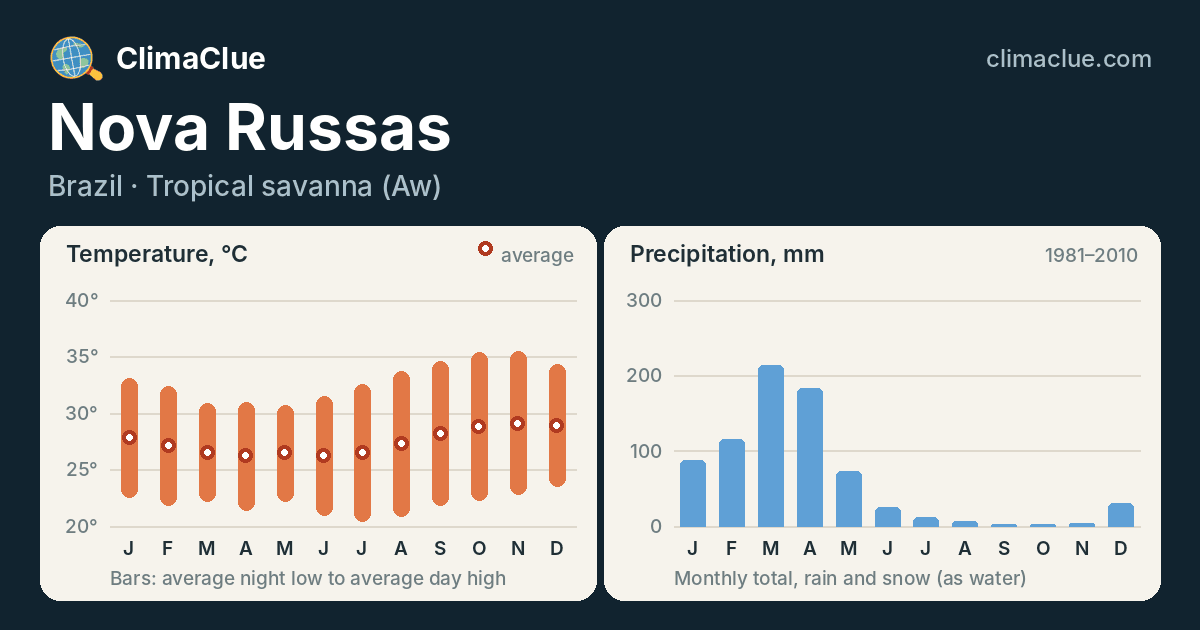 ClimaClue
climaclue.com
Nova Russas
Brazil · Tropical savanna (Aw)
Temperature, °C
average
40°
35°
30°
25°
20°
J F M A M J J A S O N D
Bars: average night low to average day high
Precipitation, mm
1981–2010
300
200
100
0
J F M A M J J A S O N D
Monthly total, rain and snow (as water)